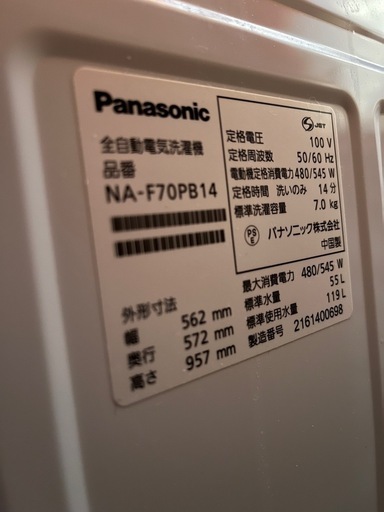 Panasonic
全自動電気洗濯機
品番
NA-F70PB14
外形寸法
幅 562 mm
奥行 572 mm
高さ 957 mm
JET
定格電圧 100 V
定格周波数 50/60 Hz
電動機定格消費電力 480/545 W
定格時間 洗いのみ 14 分
標準洗濯容量 7.0 kg
PSE パナソニック株式会社
中国製
最大消費電力 480/545 W
標準水量 55 L
標準使用水量 119 L
製造番号 2161400698